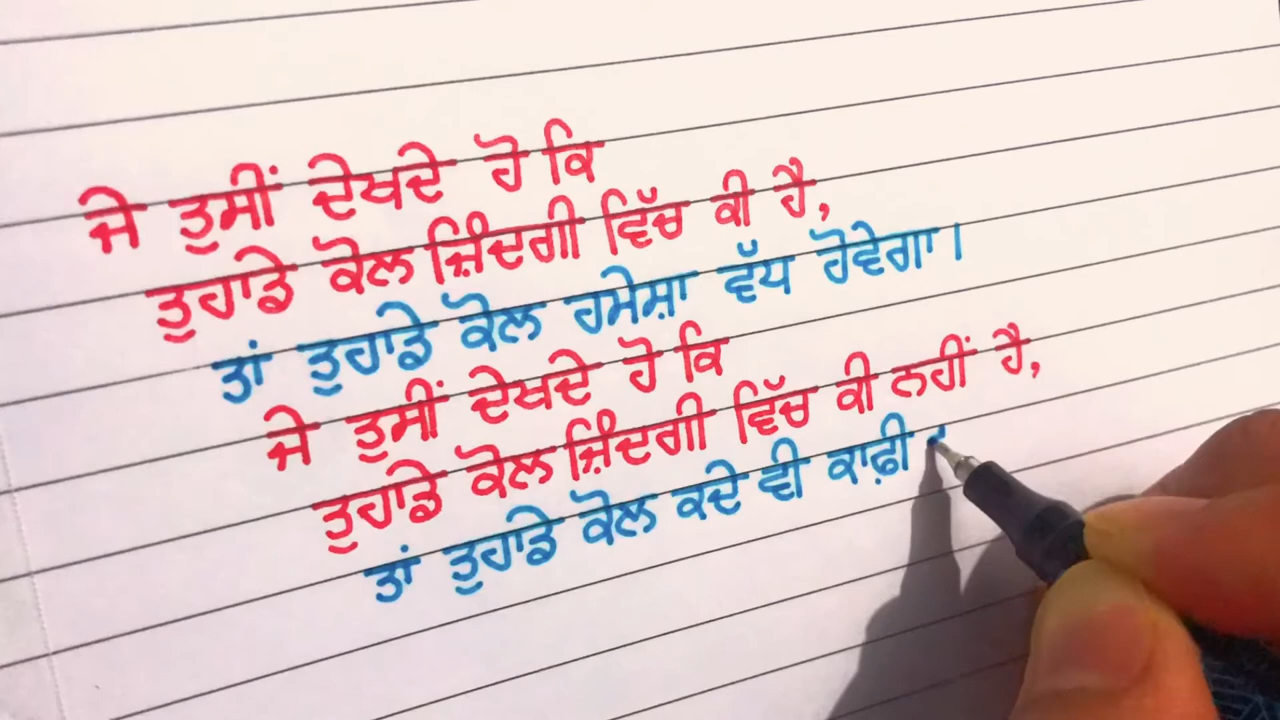 ਜੇ ਤੁਸੀਂ ਦੇਖਦੇ ਹੋ ਕਿ
ਤੁਹਾਡੇ ਕੋਲ ਜ਼ਿੰਦਗੀ ਵਿੱਚ ਕੀ ਹੈ,
ਤਾਂ ਤੁਹਾਡੇ ਕੋਲ ਹਮੇਸ਼ਾ ਵੱਧ ਹੋਵੇਗਾ।
ਜੇ ਤੁਸੀਂ ਦੇਖਦੇ ਹੋ ਕਿ
ਤੁਹਾਡੇ ਕੋਲ ਜ਼ਿੰਦਗੀ ਵਿੱਚ ਕੀ ਨਹੀਂ ਹੈ,
ਤਾਂ ਤੁਹਾਡੇ ਕੋਲ ਕਦੇ ਵੀ ਕਾਫ਼ੀ